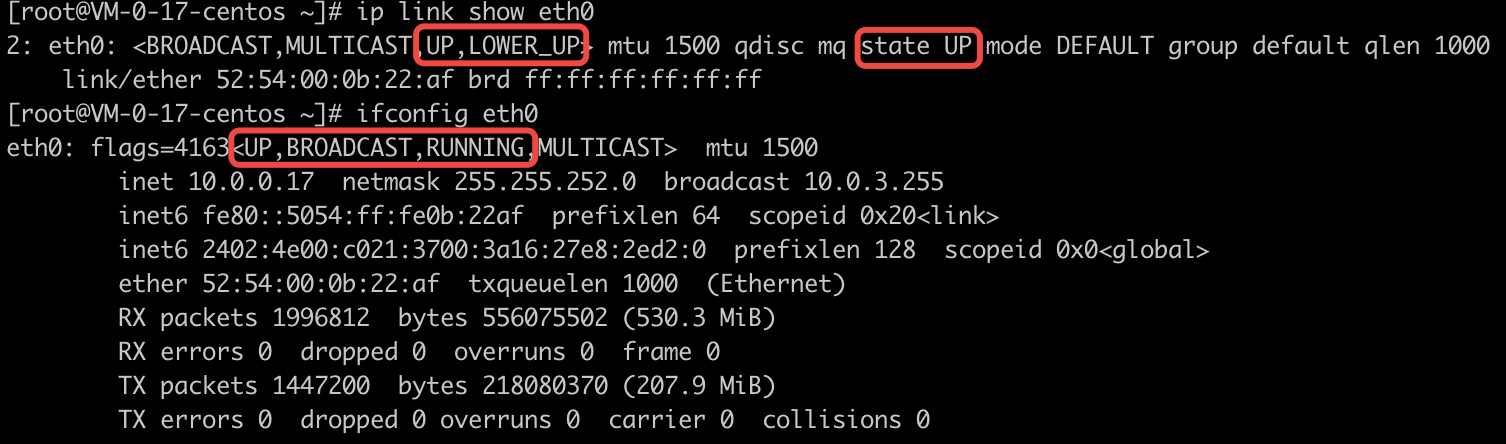 [root@VM-0-17-centos ~]# ip link show eth0
2: eth0: <BROADCAST,MULTICAST,UP,LOWER_UP> mtu 1500 qdisc mq state UP mode DEFAULT group default qlen 1000
    link/ether 52:54:00:0b:22:af brd ff:ff:ff:ff:ff:ff
[root@VM-0-17-centos ~]# ifconfig eth0
eth0: flags=4163<UP,BROADCAST,RUNNING,MULTICAST>  mtu 1500
        inet 10.0.0.17  netmask 255.255.252.0  broadcast 10.0.3.255
        inet6 fe80::5054:ff:fe0b:22af  prefixlen 64  scopeid 0x20<link>
        inet6 2402:4e00:c021:3700:3a16:27e8:2ed2:0  prefixlen 128  scopeid 0x0<global>
        ether 52:54:00:0b:22:af  txqueuelen 1000  (Ethernet)
        RX packets 1996812  bytes 556075502 (530.3 MiB)
        RX errors 0  dropped 0  overruns 0  frame 0
        TX packets 1447200  bytes 218080370 (207.9 MiB)
        TX errors 0  dropped 0 overruns 0  carrier 0  collisions 0